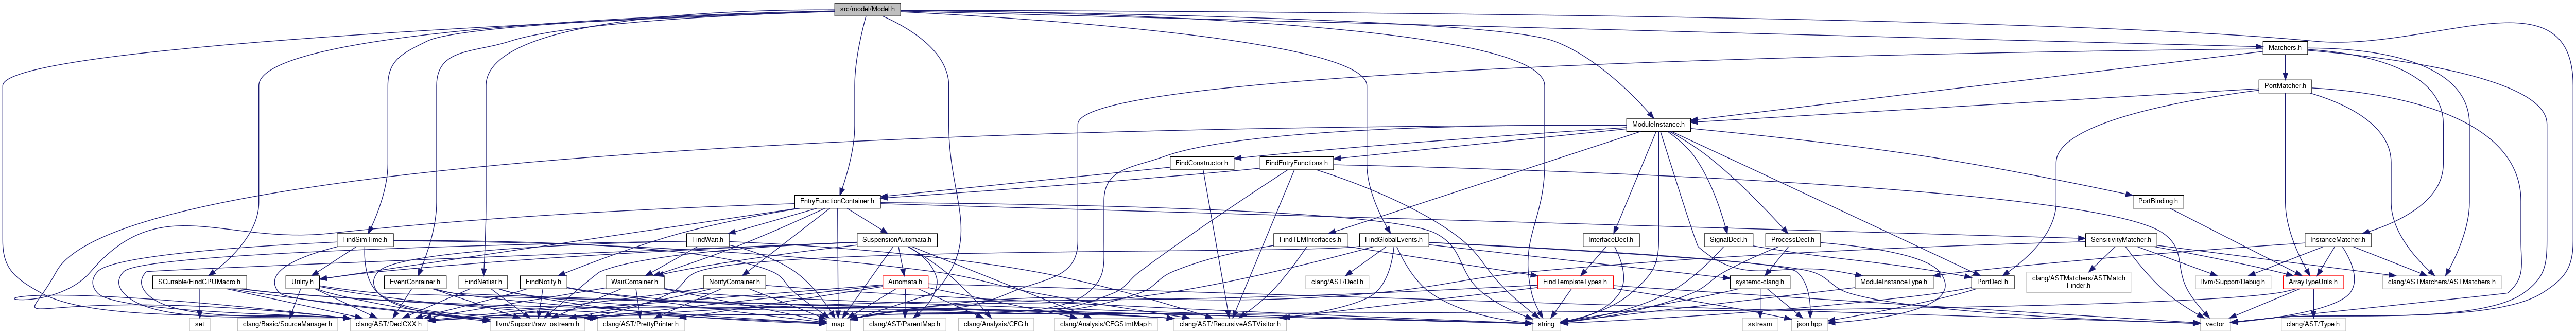 src/model/Model.h
Matchers.h
PortMatcher.h
ModuleInstance.h
FindConstructor.h
FindEntryFunctions.h
EntryFunctionContainer.h
PortBinding.h
FindSimTime.h
FindWait.h
SuspensionAutomata.h
FindTLMInterfaces.h
FindGlobalEvents.h
InterfaceDecl.h
SignalDecl.h
ProcessDecl.h
SensitivityMatcher.h
InstanceMatcher.h
SCuitable/FindGPUMacro.h
Utility.h
EventContainer.h
FindNetlist.h
FindNotify.h
WaitContainer.h
NotifyContainer.h
Automata.h
clang/AST/Decl.h
FindTemplateTypes.h
systemc-clang.h
ModuleInstanceType.h
PortDecl.h
clang/ASTMatchers/ASTMatch
Finder.h
llvm/Support/Debug.h
ArrayTypeUtils.h
clang/ASTMatchers/ASTMatchers.h
set
clang/Basic/SourceManager.h
clang/AST/DeclCXX.h
llvm/Support/raw_ostream.h
clang/AST/PrettyPrinter.h
map
clang/AST/ParentMap.h
clang/Analysis/CFG.h
clang/Analysis/CFGStmtMap.h
clang/AST/RecursiveASTVisitor.h
string
sstream
json.hpp
vector
clang/AST/Type.h